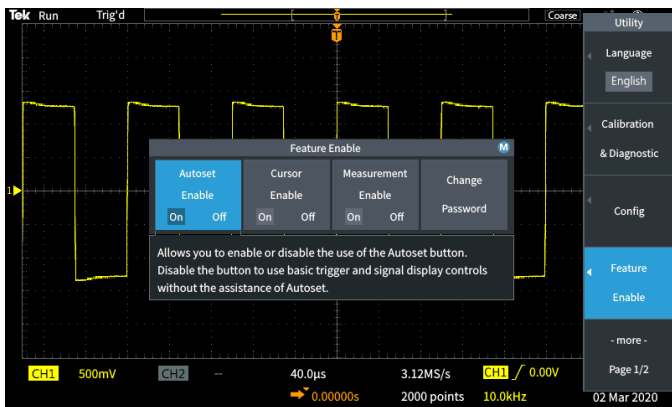 Tek Run Trig'd Coarse
Utility
T
Language
English
Calibration
& Diagnostic
Config
Feature
Enable
- more -
Page 1/2
Feature Enable M
Autoset
Enable
On Off
Cursor
Enable
On Off
Measurement
Enable
On Off
Change
Password
Allows you to enable or disable the use of the Autoset button.
Disable the button to use basic trigger and signal display controls
without the assistance of Autoset.
1
CH1 500mV CH2 -- 40.0µs 3.12MS/s CH1 0.00V
0.00000s 2000 points 10.0kHz 02 Mar 2020